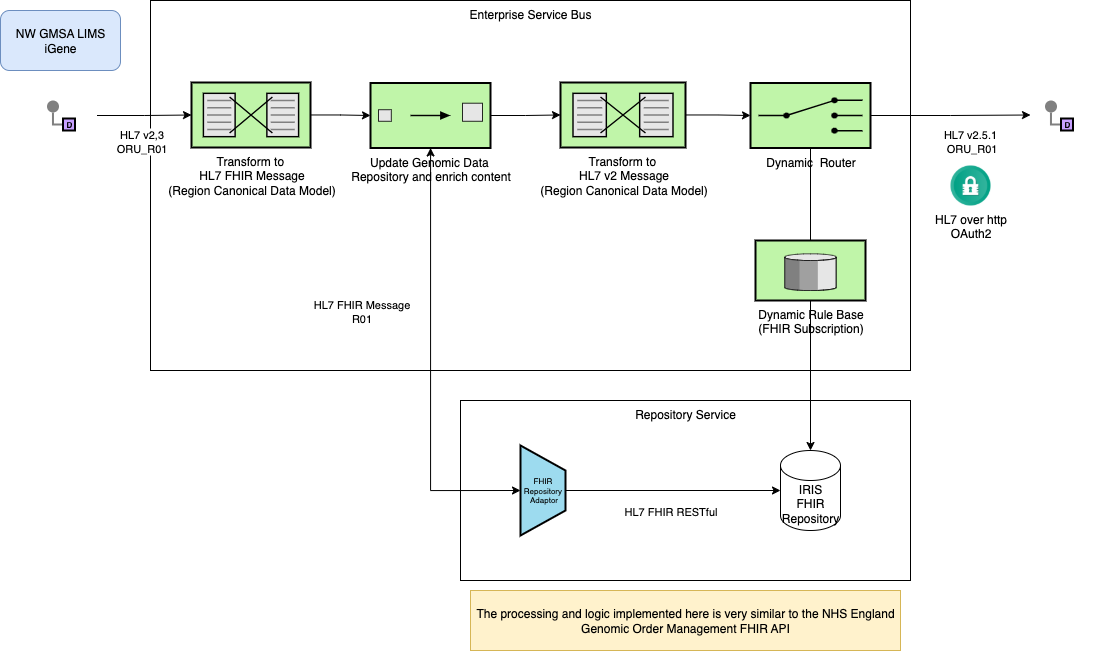 Enterprise Service Bus
NW GMSA LIMS
iGene
D
HL7 v2,3
ORU_R01
Transform to
HL7 FHIR Message
(Region Canonical Data Model)
Update Genomic Data
Repository and enrich content
Transform to
HL7 v2 Message
(Region Canonical Data Model)
Dynamic Router
D
HL7 v2.5.1
ORU_R01
HL7 over http
OAuth2
HL7 FHIR Message
R01
Dynamic Rule Base
(FHIR Subscription)
Repository Service
FHIR
Repository
Adaptor
HL7 FHIR RESTful
IRIS
FHIR
Repository
The processing and logic implemented here is very similar to the NHS England
Genomic Order Management FHIR API